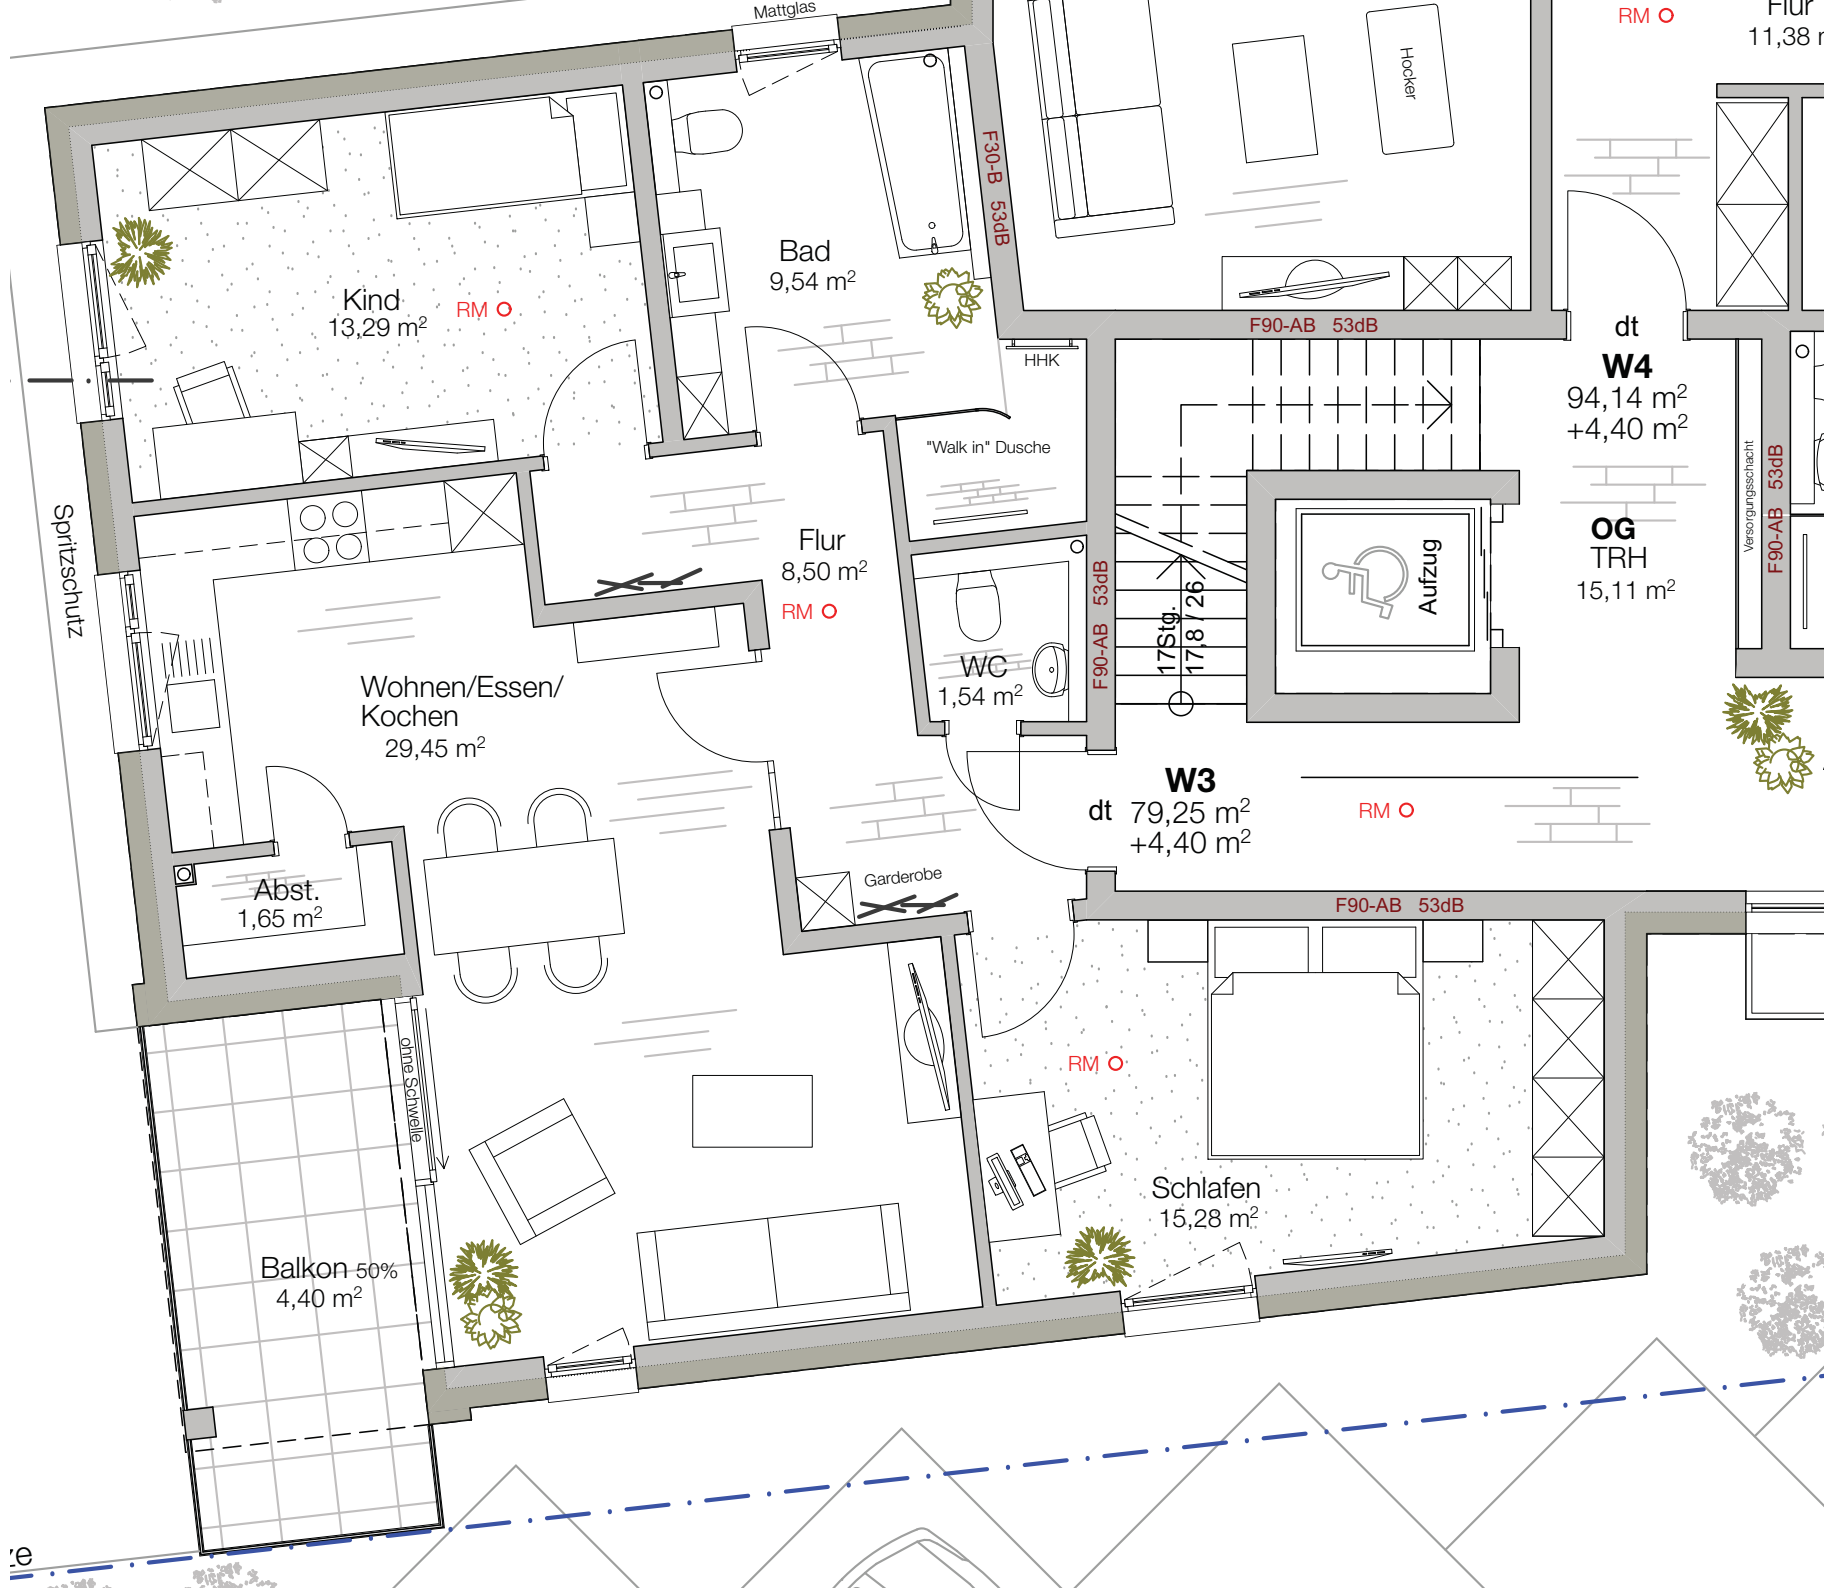 Mattglas
RM
Flur
11,38
Hocker
F30-B 53dB
Bad
9,54 m²
Kind
13,29 m²
RM
F90-AB 53dB
dt
W4
94,14 m²
+4,40 m²
HHK
"Walk in" Dusche
Versorgungsschacht
F90-AB 53dB
Spritzschutz
Flur
8,50 m²
RM
OG
TRH
15,11 m²
Aufzug
F90-AB 53dB
17Stg.
17,8 / 26
WC
1,54 m²
Wohnen/Essen/
Kochen
29,45 m²
W3
dt 79,25 m²
+4,40 m²
RM
Garderobe
Abst.
1,65 m²
F90-AB 53dB
ohne Schwelle
RM
Schlafen
15,28 m²
Balkon 50%
4,40 m²
ze